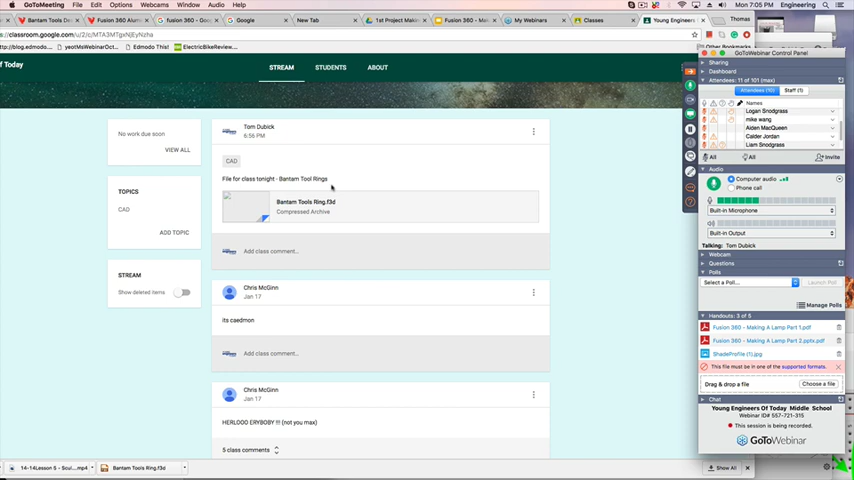 GoToMeeting File Edit Options Webcams Window Audio Help
Mon 7:05 PM Engineering
Vantom Tools
Fusion 360 Alum
fusion 360 - Goo
Google
New Tab
1st Project Making
Fusion 360 - Mak
My Webinars
Classes
Young Engineers
Thomas
classroom.google.com/u/2/c/MTA3MTgxNjEyNzha
blog.edmodo.com/
yeotMsWebinarOct...
Edmodo This!
ElectricBikeReview...
Other Bookmarks
of Today
STREAM STUDENTS ABOUT
No work due soon
VIEW ALL
TOPICS
CAD
ADD TOPIC
STREAM
Show deleted items
Tom Dubick
6:56 PM
CAD
File for class tonight - Bantam Tool Rings
Bantam Tools Ring.f3d
Compressed Archive
Add class comment...
Chris McGinn
Jan 17
its caedmon
Add class comment...
Chris McGinn
Jan 17
HERLOOO ERYBOBY !!! (not you max)
5 class comments
GoToWebinar Control Panel
Sharing
Dashboard
Attendees: 11 of 101 (max)
Attendees (10) Staff (1)
Names
Logan Snodgrass
mike wang
Aiden MacQueen
Calder Jordan
Liam Snodgrass
All All Invite
Audio
Computer audio
Phone call
Built-in Microphone
Built-in Output
Talking: Tom Dubick
Webcam
Questions
Polls
Select a Poll...
Launch Poll
Manage Polls
Handouts: 3 of 5
Fusion 360 - Making A Lamp Part 1.pdf
Fusion 360 - Making A Lamp Part 2.pptx.pdf
ShadeProfile (1).jpg
This file must be in one of the supported formats.
Drag & drop a file
Choose a file
Chat
Young Engineers Of Today Middle School
Webinar ID# 557-721-315
This session is being recorded.
GoToWebinar
14-14Lesson 5 - Scul....mp4
Bantam Tools Ring.f3d
Show All